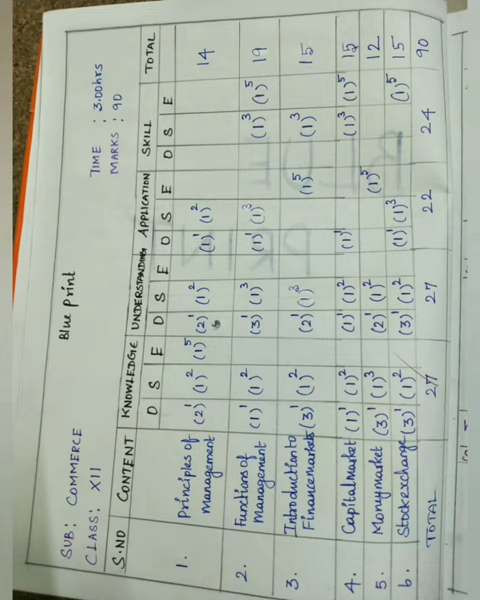 Blue print
SUB: COMMERCE TIME : 3.00hrs
CLASS: XII MARKS : 90
S.NO CONTENT KNOWLEDGE UNDERSTANDING APPLICATION SKILL TOTAL
O S E O S E O S E O S E
1. Principles of (2)¹ (1)² (1)⁵ (2)¹ (1)² (1)¹ (1)² 14
Management
2. Functions of (1)¹ (1)² (3)¹ (1)³ (1)¹ (1)³ (1)³ (1)⁵ 19
Management
3. Introduction to
Finance markets (3)¹ (1)² (2)¹ (1)³ (1)⁵ (1)³ 15
4. Capital market (1)¹ (1)² (1)¹ (1)² (1)¹ (1)³ (1)⁵ 15
5. Money market (3)¹ (1)³ (2)¹ (1)² (1)⁵ 12
6. Stock exchange (3)¹ (1)² (3)¹ (1)² (1)¹ (1)³ (1)⁵ 15
TOTAL 27 27 22 24 90